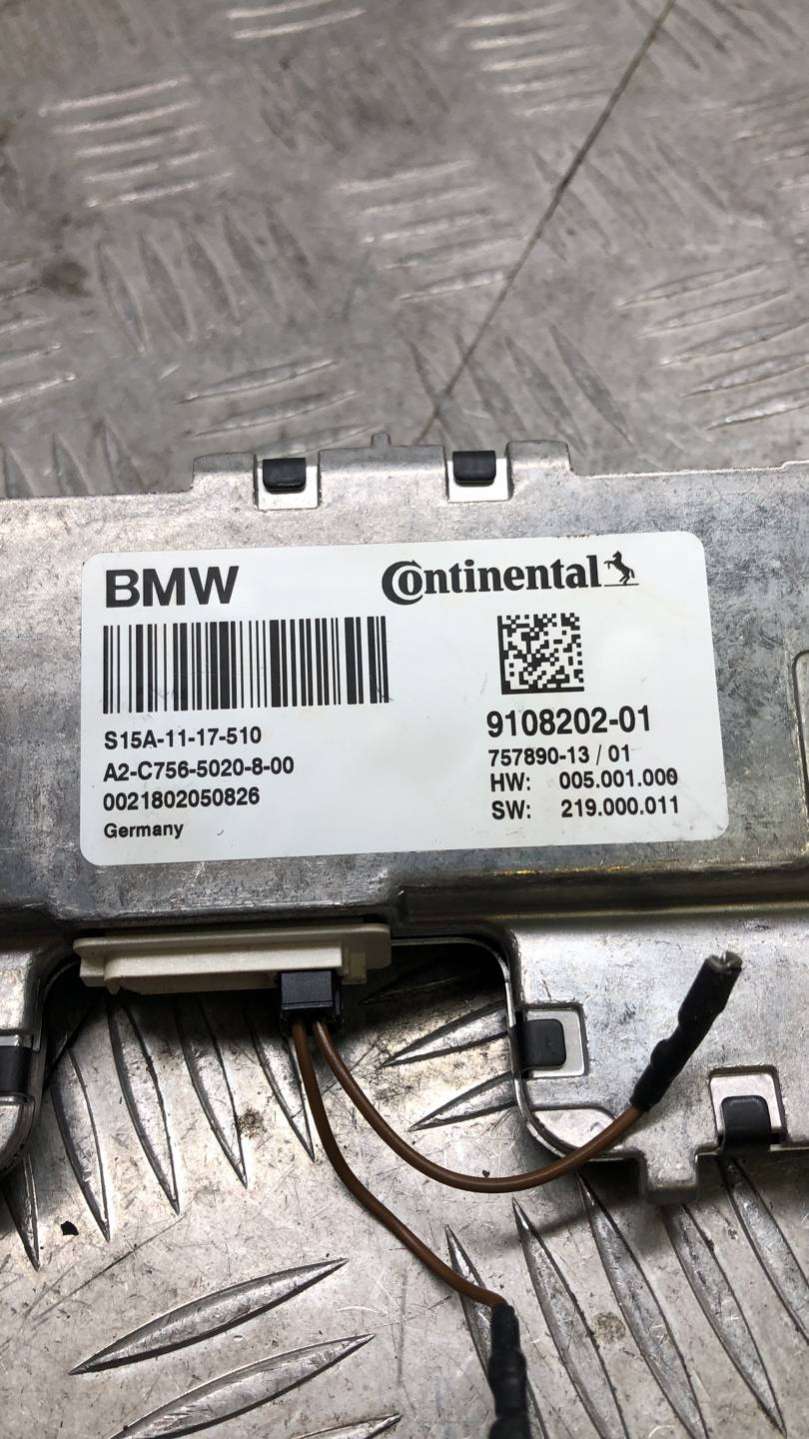 BMW
Continental
S15A-11-17-510
A2-C756-5020-8-00
0021802050826
Germany
9108202-01
757890-13 / 01
HW: 005.001.000
SW: 219.000.011